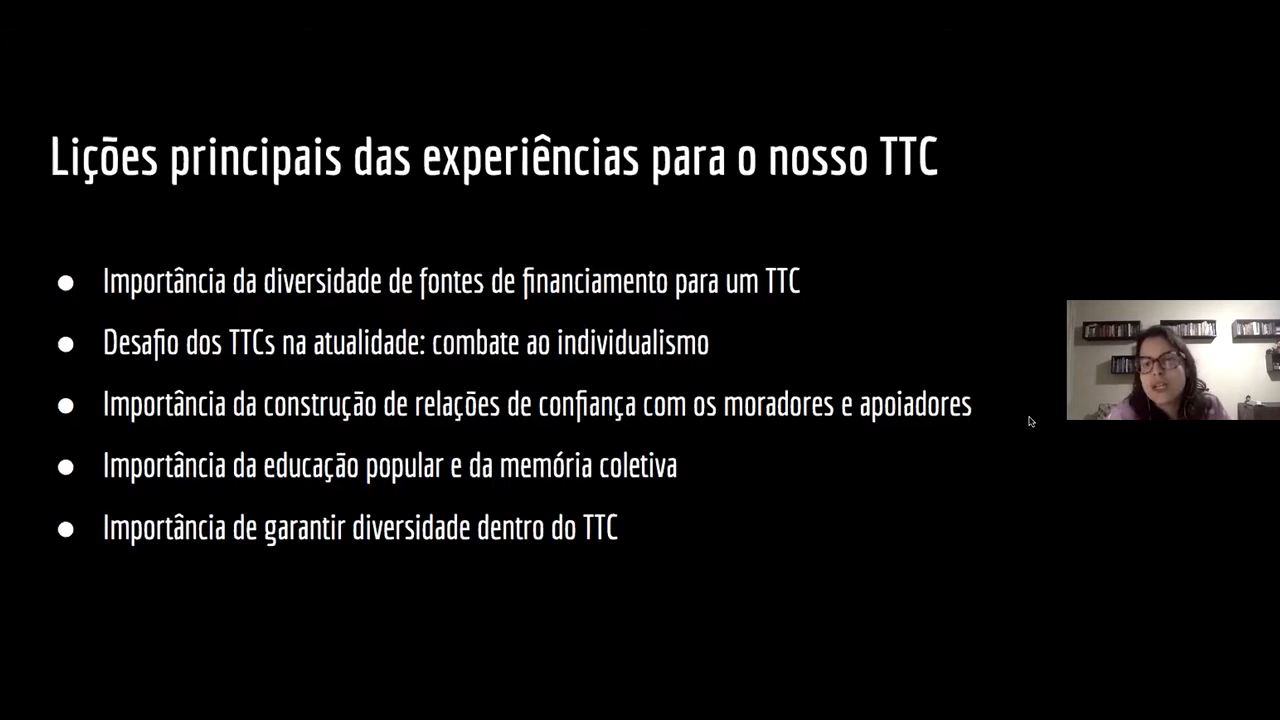 Lições principais das experiências para o nosso TTC
● Importância da diversidade de fontes de financiamento para um TTC
● Desafio dos TTCs na atualidade: combate ao individualismo
● Importância da construção de relações de confiança com os moradores e apoiadores
● Importância da educação popular e da memória coletiva
● Importância de garantir diversidade dentro do TTC